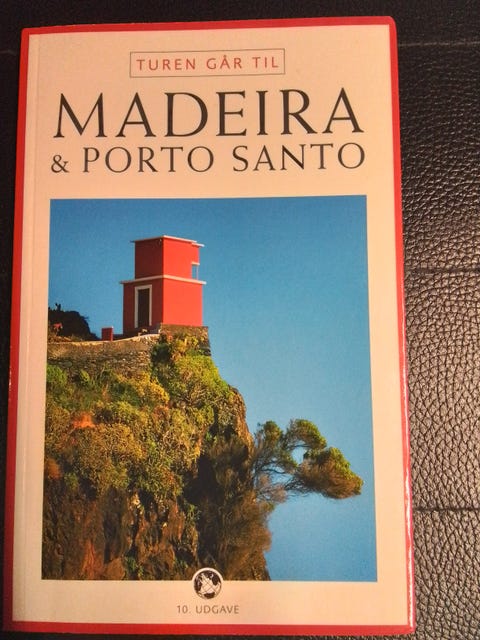 TUREN GÅR TIL
MADEIRA
& PORTO SANTO
10. UDGAVE